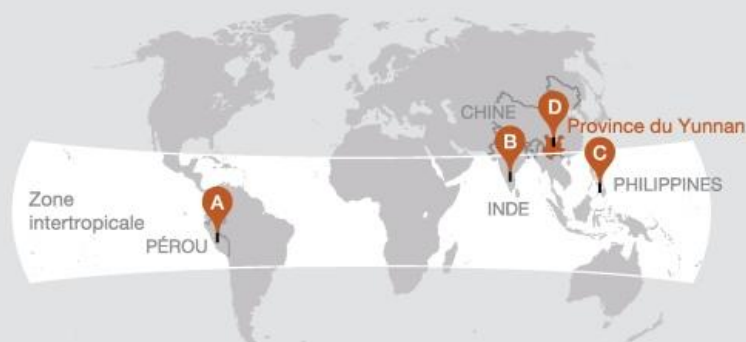 D
CHINE
Province du Yunnan
B
C
Zone
intertropicale
A
PHILIPPINES
INDE
PÉROU